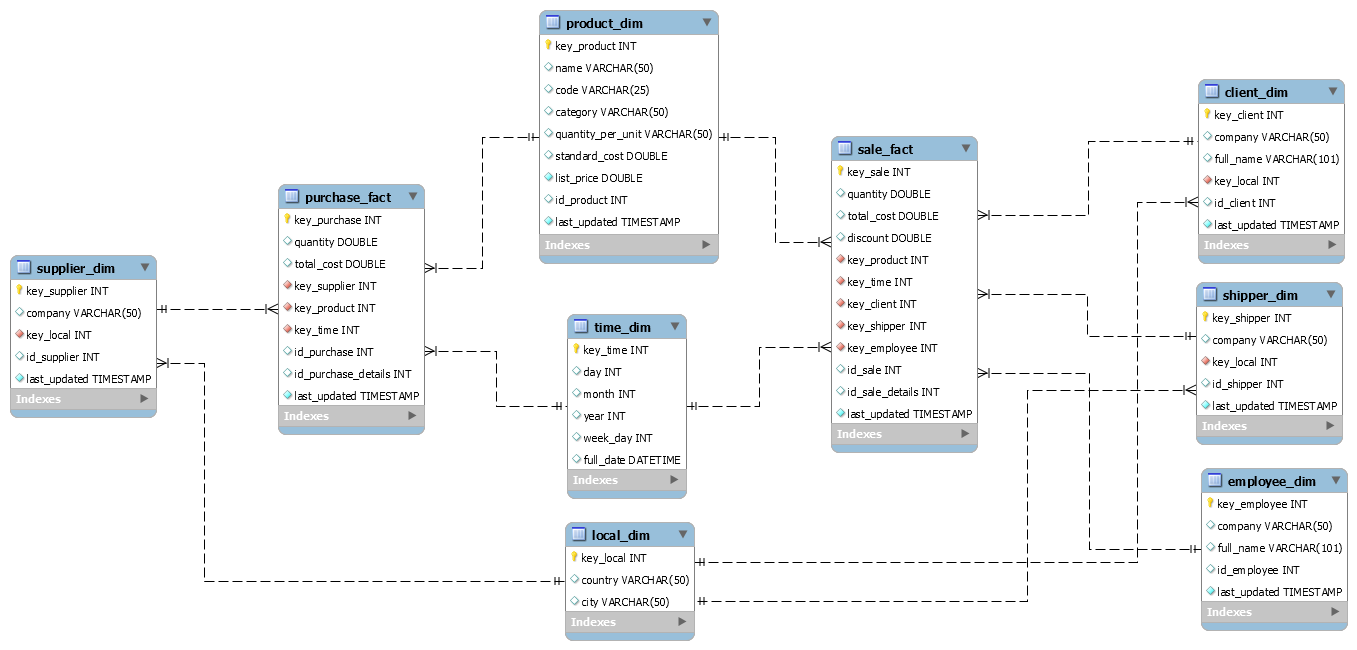 product_dim
key_product INT
name VARCHAR(50)
code VARCHAR(25)
category VARCHAR(50)
quantity_per_unit VARCHAR(50)
standard_cost DOUBLE
list_price DOUBLE
id_product INT
last_updated TIMESTAMP
Indexes
client_dim
key_client INT
company VARCHAR(50)
full_name VARCHAR(101)
key_local INT
id_client INT
last_updated TIMESTAMP
Indexes
sale_fact
key_sale INT
quantity DOUBLE
total_cost DOUBLE
discount DOUBLE
key_product INT
key_time INT
key_client INT
key_shipper INT
key_employee INT
id_sale INT
id_sale_details INT
last_updated TIMESTAMP
Indexes
purchase_fact
key_purchase INT
quantity DOUBLE
total_cost DOUBLE
key_supplier INT
key_product INT
key_time INT
id_purchase INT
id_purchase_details INT
last_updated TIMESTAMP
Indexes
supplier_dim
key_supplier INT
company VARCHAR(50)
key_local INT
id_supplier INT
last_updated TIMESTAMP
Indexes
shipper_dim
key_shipper INT
company VARCHAR(50)
key_local INT
id_shipper INT
last_updated TIMESTAMP
Indexes
time_dim
key_time INT
day INT
month INT
year INT
week_day INT
full_date DATETIME
Indexes
employee_dim
key_employee INT
company VARCHAR(50)
full_name VARCHAR(101)
id_employee INT
last_updated TIMESTAMP
Indexes
local_dim
key_local INT
country VARCHAR(50)
city VARCHAR(50)
Indexes